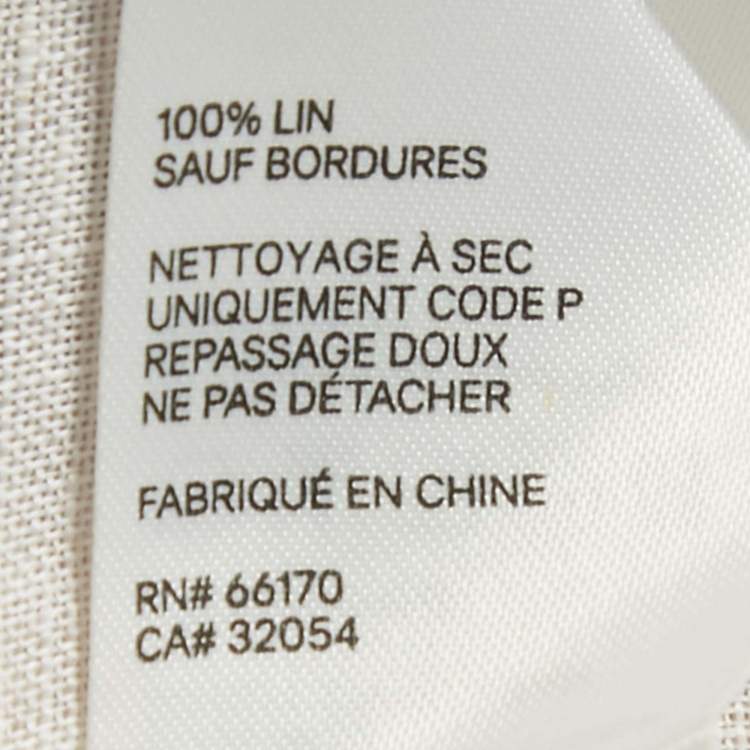 100% LIN
SAUF BORDURES
NETTOYAGE À SEC
UNIQUEMENT CODE P
REPASSAGE DOUX
NE PAS DÉTACHER
FABRIQUÉ EN CHINE
RN# 66170
CA# 32054